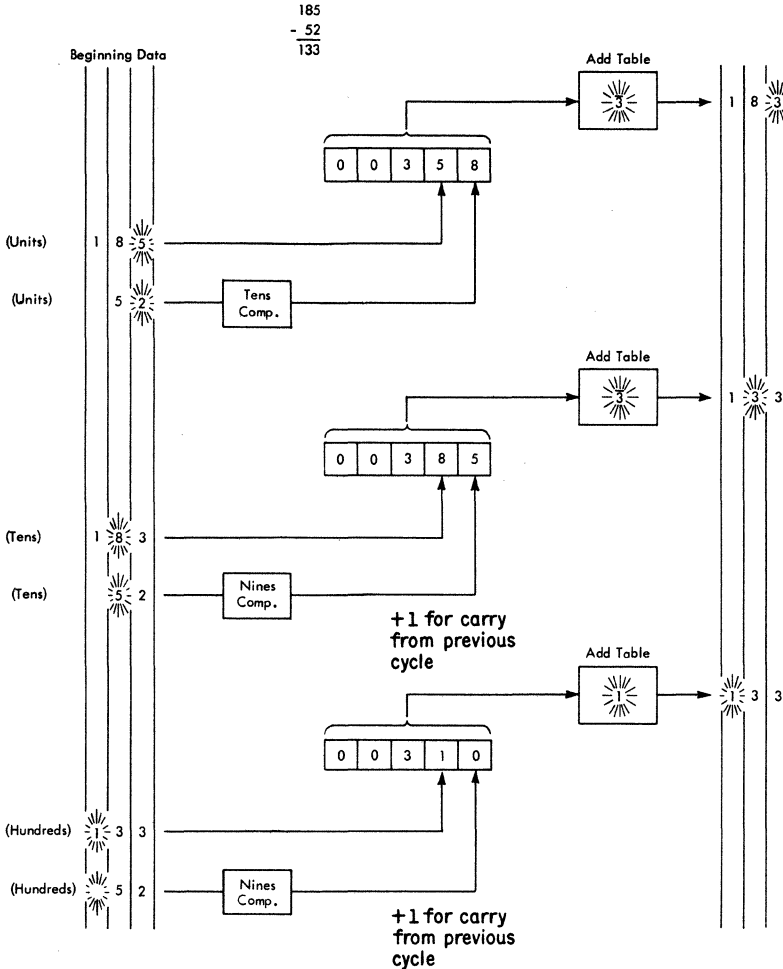 185
- 52
133
Beginning Data
Add Table
3
1 8 3
0 0 3 5 8
(Units) 1 8 5
(Units) 5 2
Tens
Comp.
Add Table
3
1 3 3
0 0 3 8 5
(Tens) 1 8 3
(Tens) 5 2
Nines
Comp.
+1 for carry
from previous
cycle
Add Table
1
1 3 3
0 0 3 1 0
(Hundreds) 1 3 3
(Hundreds) 5 2
Nines
Comp.
+1 for carry
from previous
cycle